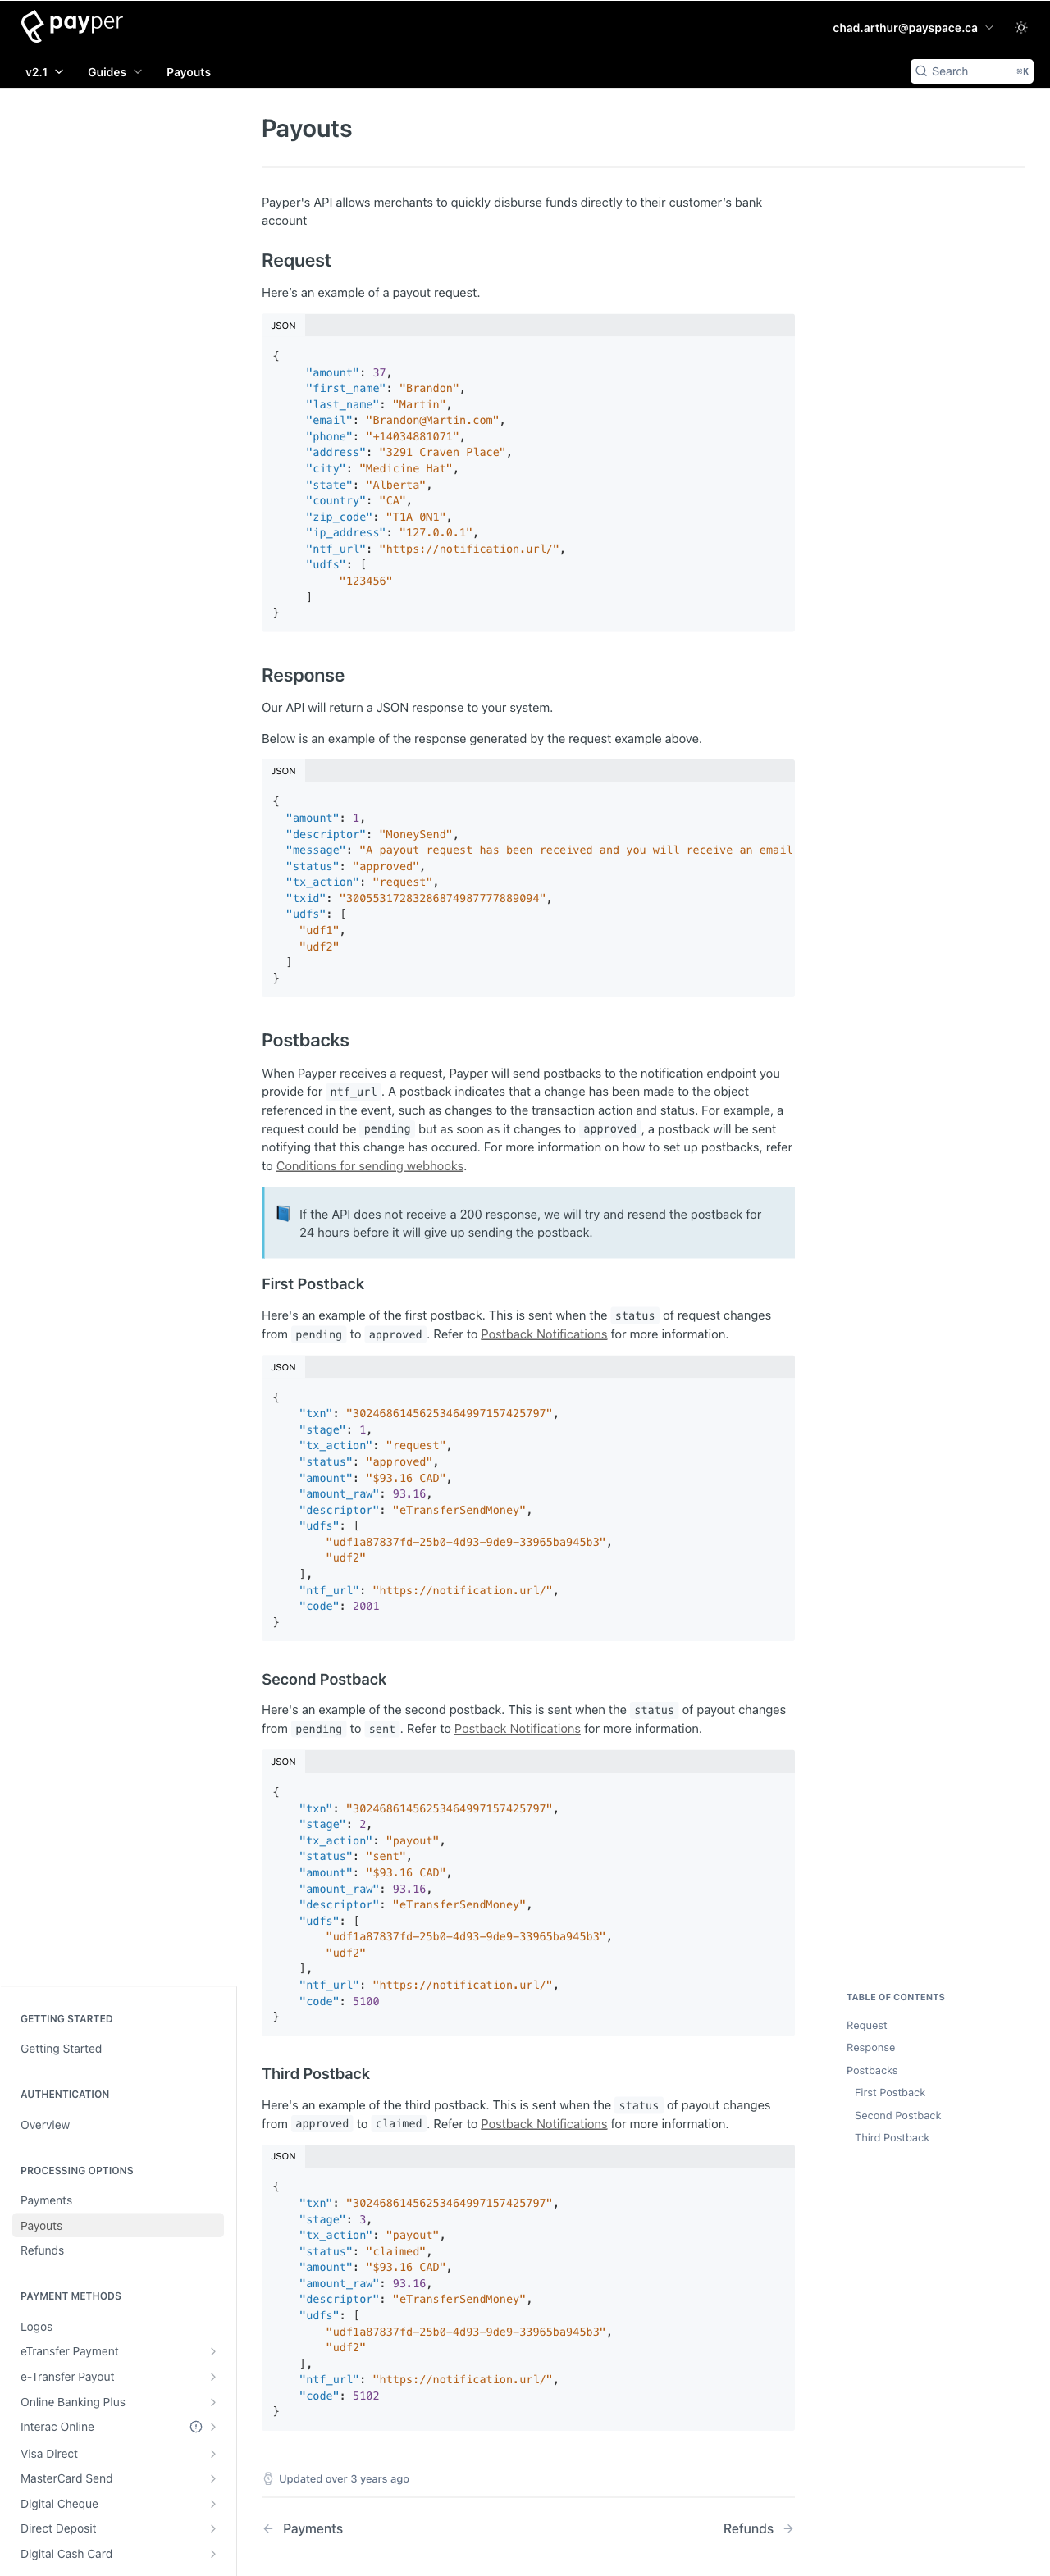 payper
chad.arthur@payspace.ca
v2.1 Guides Payouts
Search ⌘K
Payouts
Payper's API allows merchants to quickly disburse funds directly to their customer’s bank
account
Request
Here’s an example of a payout request.
JSON
{
"amount": 37,
"first_name": "Brandon",
"last_name": "Martin",
"email": "Brandon@Martin.com",
"phone": "+14034881071",
"address": "3291 Craven Place",
"city": "Medicine Hat",
"state": "Alberta",
"country": "CA",
"zip_code": "T1A 0N1",
"ip_address": "127.0.0.1",
"ntf_url": "https://notification.url/",
"udfs": [
"123456"
]
}
Response
Our API will return a JSON response to your system.
Below is an example of the response generated by the request example above.
JSON
{
"amount": 1,
"descriptor": "MoneySend",
"message": "A payout request has been received and you will receive an email
"status": "approved",
"tx_action": "request",
"txid": "30055317283286874987777889094",
"udfs": [
"udf1",
"udf2"
]
}
Postbacks
When Payper receives a request, Payper will send postbacks to the notification endpoint you
provide for ntf_url. A postback indicates that a change has been made to the object
referenced in the event, such as changes to the transaction action and status. For example, a
request could be pending but as soon as it changes to approved, a postback will be sent
notifying that this change has occured. For more information on how to set up postbacks, refer
to Conditions for sending webhooks.
If the API does not receive a 200 response, we will try and resend the postback for
24 hours before it will give up sending the postback.
First Postback
Here's an example of the first postback. This is sent when the status of request changes
from pending to approved. Refer to Postback Notifications for more information.
JSON
{
"txn": "30246861456253464997157425797",
"stage": 1,
"tx_action": "request",
"status": "approved",
"amount": "$93.16 CAD",
"amount_raw": 93.16,
"descriptor": "eTransferSendMoney",
"udfs": [
"udf1a87837fd-25b0-4d93-9de9-33965ba945b3",
"udf2"
],
"ntf_url": "https://notification.url/",
"code": 2001
}
Second Postback
Here's an example of the second postback. This is sent when the status of payout changes
from pending to sent. Refer to Postback Notifications for more information.
JSON
{
"txn": "30246861456253464997157425797",
"stage": 2,
"tx_action": "payout",
"status": "sent",
"amount": "$93.16 CAD",
"amount_raw": 93.16,
"descriptor": "eTransferSendMoney",
"udfs": [
"udf1a87837fd-25b0-4d93-9de9-33965ba945b3",
"udf2"
],
"ntf_url": "https://notification.url/",
"code": 5100
}
Third Postback
Here's an example of the third postback. This is sent when the status of payout changes
from approved to claimed. Refer to Postback Notifications for more information.
JSON
{
"txn": "30246861456253464997157425797",
"stage": 3,
"tx_action": "payout",
"status": "claimed",
"amount": "$93.16 CAD",
"amount_raw": 93.16,
"descriptor": "eTransferSendMoney",
"udfs": [
"udf1a87837fd-25b0-4d93-9de9-33965ba945b3",
"udf2"
],
"ntf_url": "https://notification.url/",
"code": 5102
}
Updated over 3 years ago
← Payments
Refunds →
GETTING STARTED
Getting Started
AUTHENTICATION
Overview
PROCESSING OPTIONS
Payments
Payouts
Refunds
PAYMENT METHODS
Logos
eTransfer Payment
e-Transfer Payout
Online Banking Plus
Interac Online
Visa Direct
MasterCard Send
Digital Cheque
Direct Deposit
Digital Cash Card
TABLE OF CONTENTS
Request
Response
Postbacks
First Postback
Second Postback
Third Postback